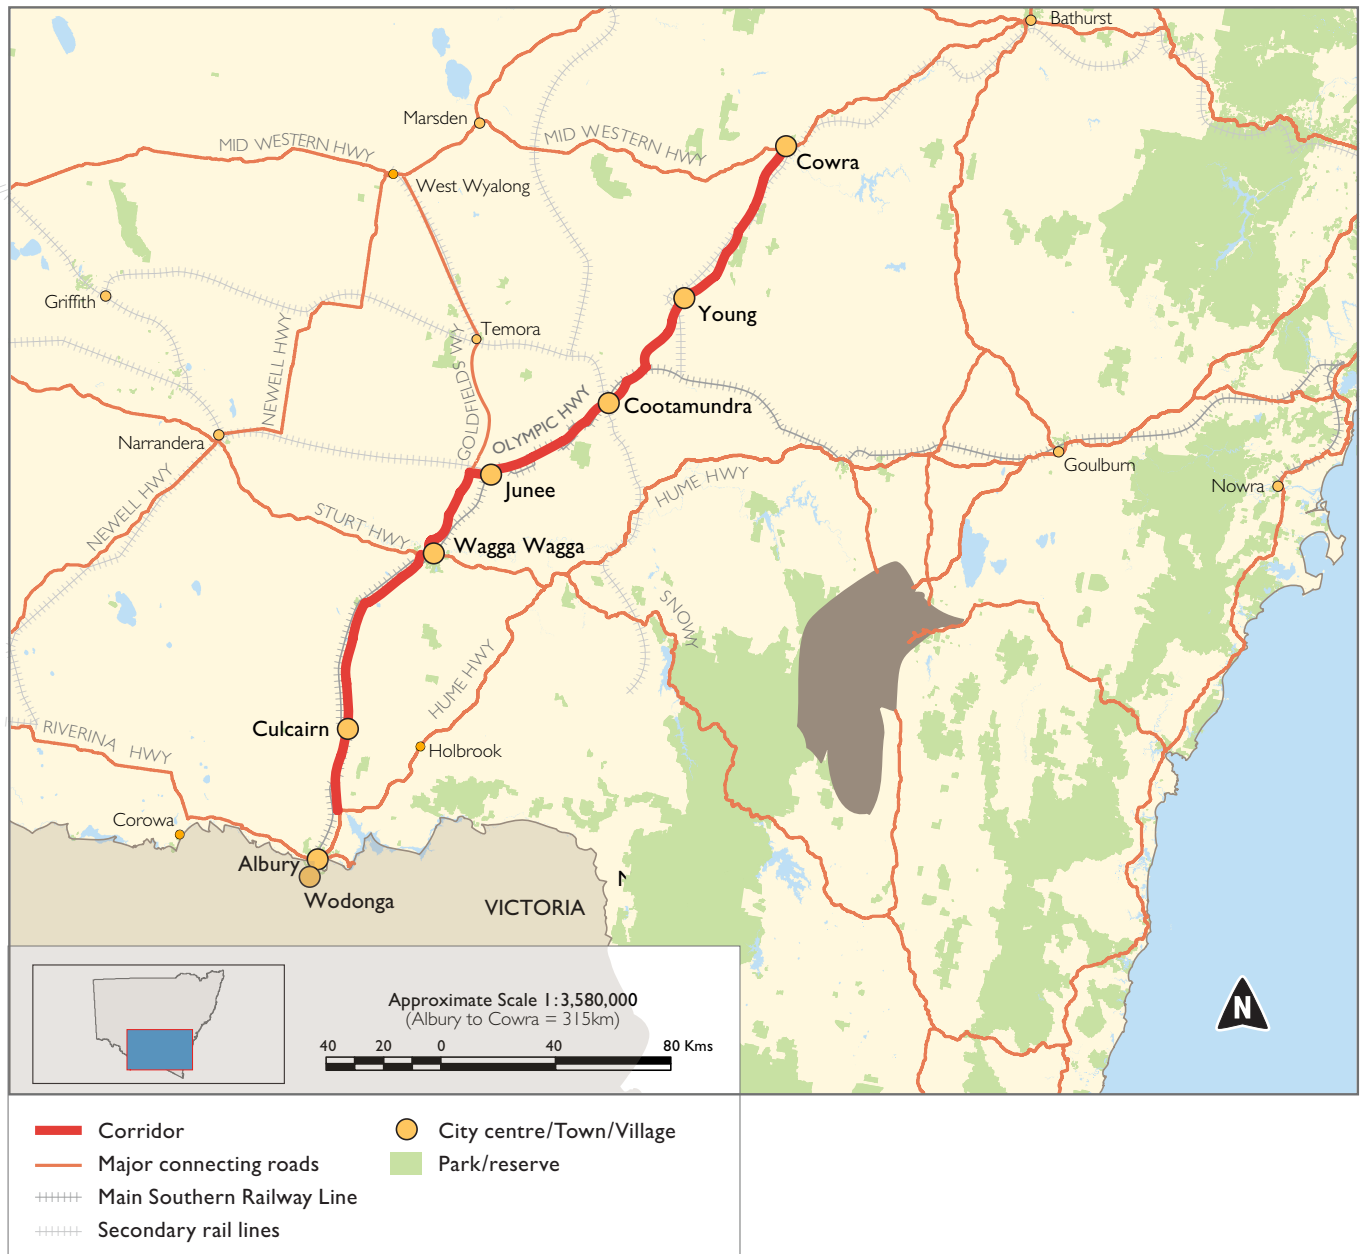 Bathurst
Marsden
MID WESTERN HWY
MID WESTERN HWY
Cowra
West Wyalong
Griffith
Young
Temora
NEWELL HWY
GOLDFIELDS WY
OLYMPIC HWY
Cootamundra
Narrandera
Goulburn
HUME HWY
Nowra
Junee
NEWELL HWY
STURT HWY
Wagga Wagga
SNOWY
HUME HWY
Culcairn
RIVERINA HWY
Holbrook
Corowa
Albury
Wodonga
VICTORIA
N
Approximate Scale 1:3,580,000
(Albury to Cowra = 315km)
40 20 0 40 80 Kms
Corridor
City centre/Town/Village
Major connecting roads
Park/reserve
Main Southern Railway Line
Secondary rail lines